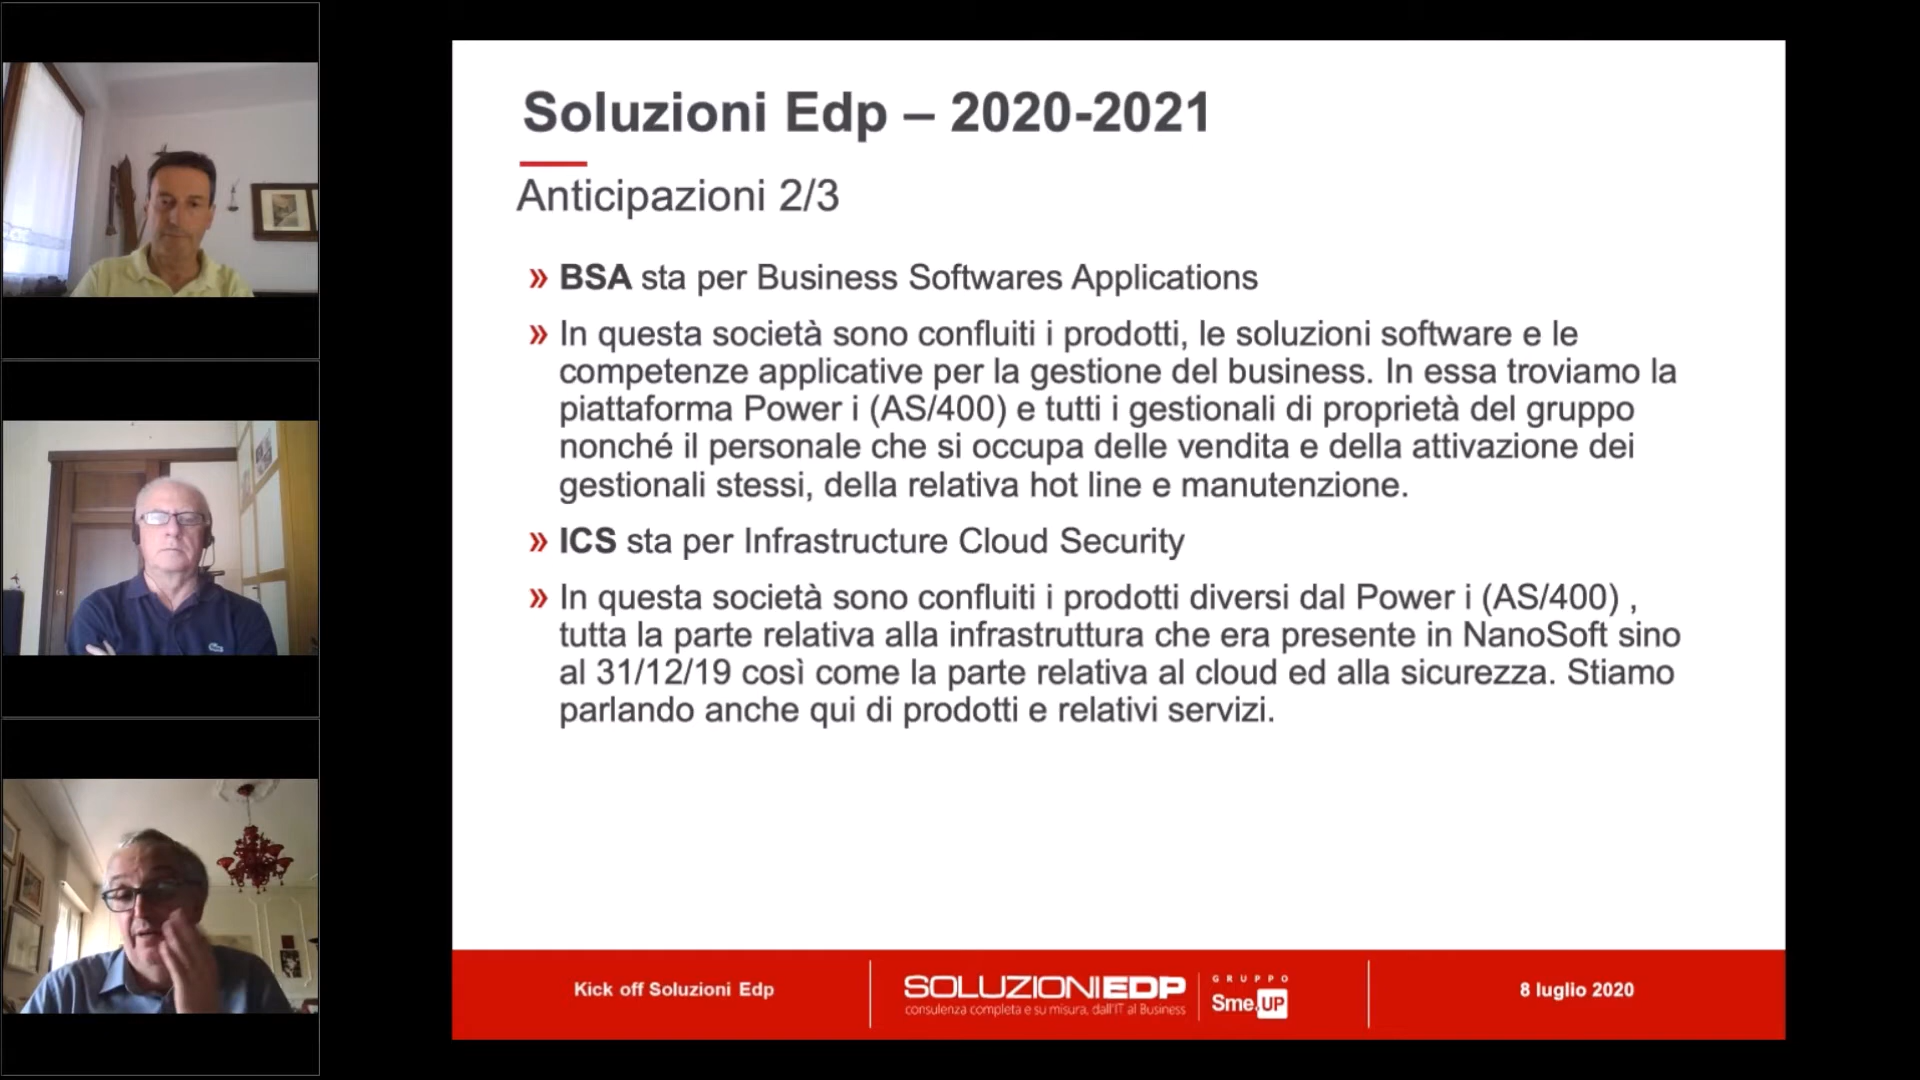 Soluzioni Edp – 2020-2021
Anticipazioni 2/3
» BSA sta per Business Softwares Applications
» In questa società sono confluiti i prodotti, le soluzioni software e le
competenze applicative per la gestione del business. In essa troviamo la
piattaforma Power i (AS/400) e tutti i gestionali di proprietà del gruppo
nonché il personale che si occupa delle vendita e della attivazione dei
gestionali stessi, della relativa hot line e manutenzione.
» ICS sta per Infrastructure Cloud Security
» In questa società sono confluiti i prodotti diversi dal Power i (AS/400) ,
tutta la parte relativa alla infrastruttura che era presente in NanoSoft sino
al 31/12/19 così come la parte relativa al cloud ed alla sicurezza. Stiamo
parlando anche qui di prodotti e relativi servizi.
Kick off Soluzioni Edp
SOLUZIONIEDP
consulenza completa e su misura, dall'IT al Business
GRUPPO
Sme.UP
8 luglio 2020